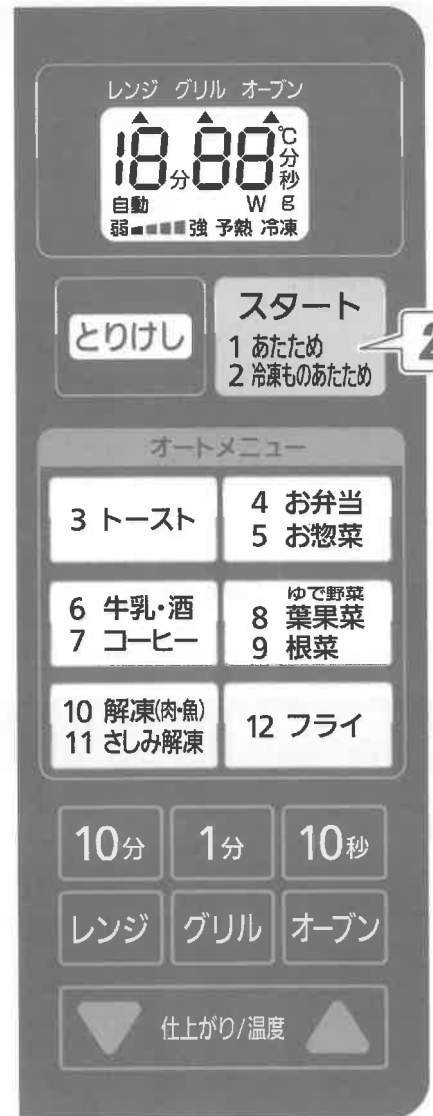 レンジ グリル オーブン
18分88℃分秒
自動 W g
弱 強 予熱 冷凍
とりけし
スタート
1 あたため
2 冷凍ものあたため
2
オートメニュー
3 トースト
4 お弁当
5 お惣菜
6 牛乳・酒
7 コーヒー
ゆで野菜
8 葉果菜
9 根菜
10 解凍(肉・魚)
11 さしみ解凍
12 フライ
10分 1分 10秒
レンジ グリル オーブン
仕上がり/温度